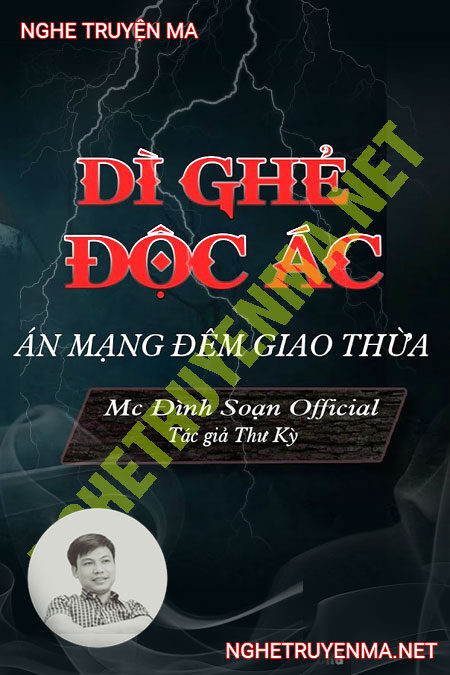 NGHE TRUYỆN MA
DÌ GHẺ
ĐỘC ÁC
ÁN MẠNG ĐÊM GIAO THỪA
Mc Đình Soạn Official
Tác giả Thư Kỳ
NGHETRUYENMA.NET
NGHETRUYENMA.NET